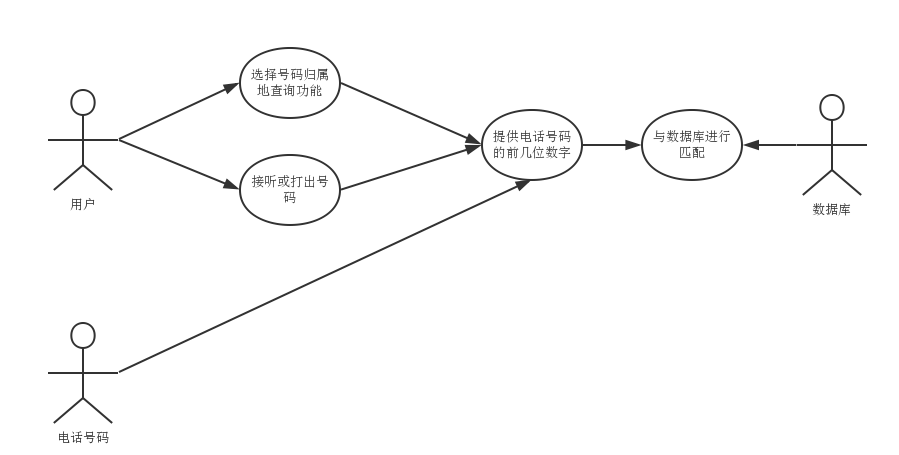 选择号码归属
地查询功能
用户
接听或打出号
码
提供电话号码
的前几位数字
与数据库进行
匹配
数据库
电话号码